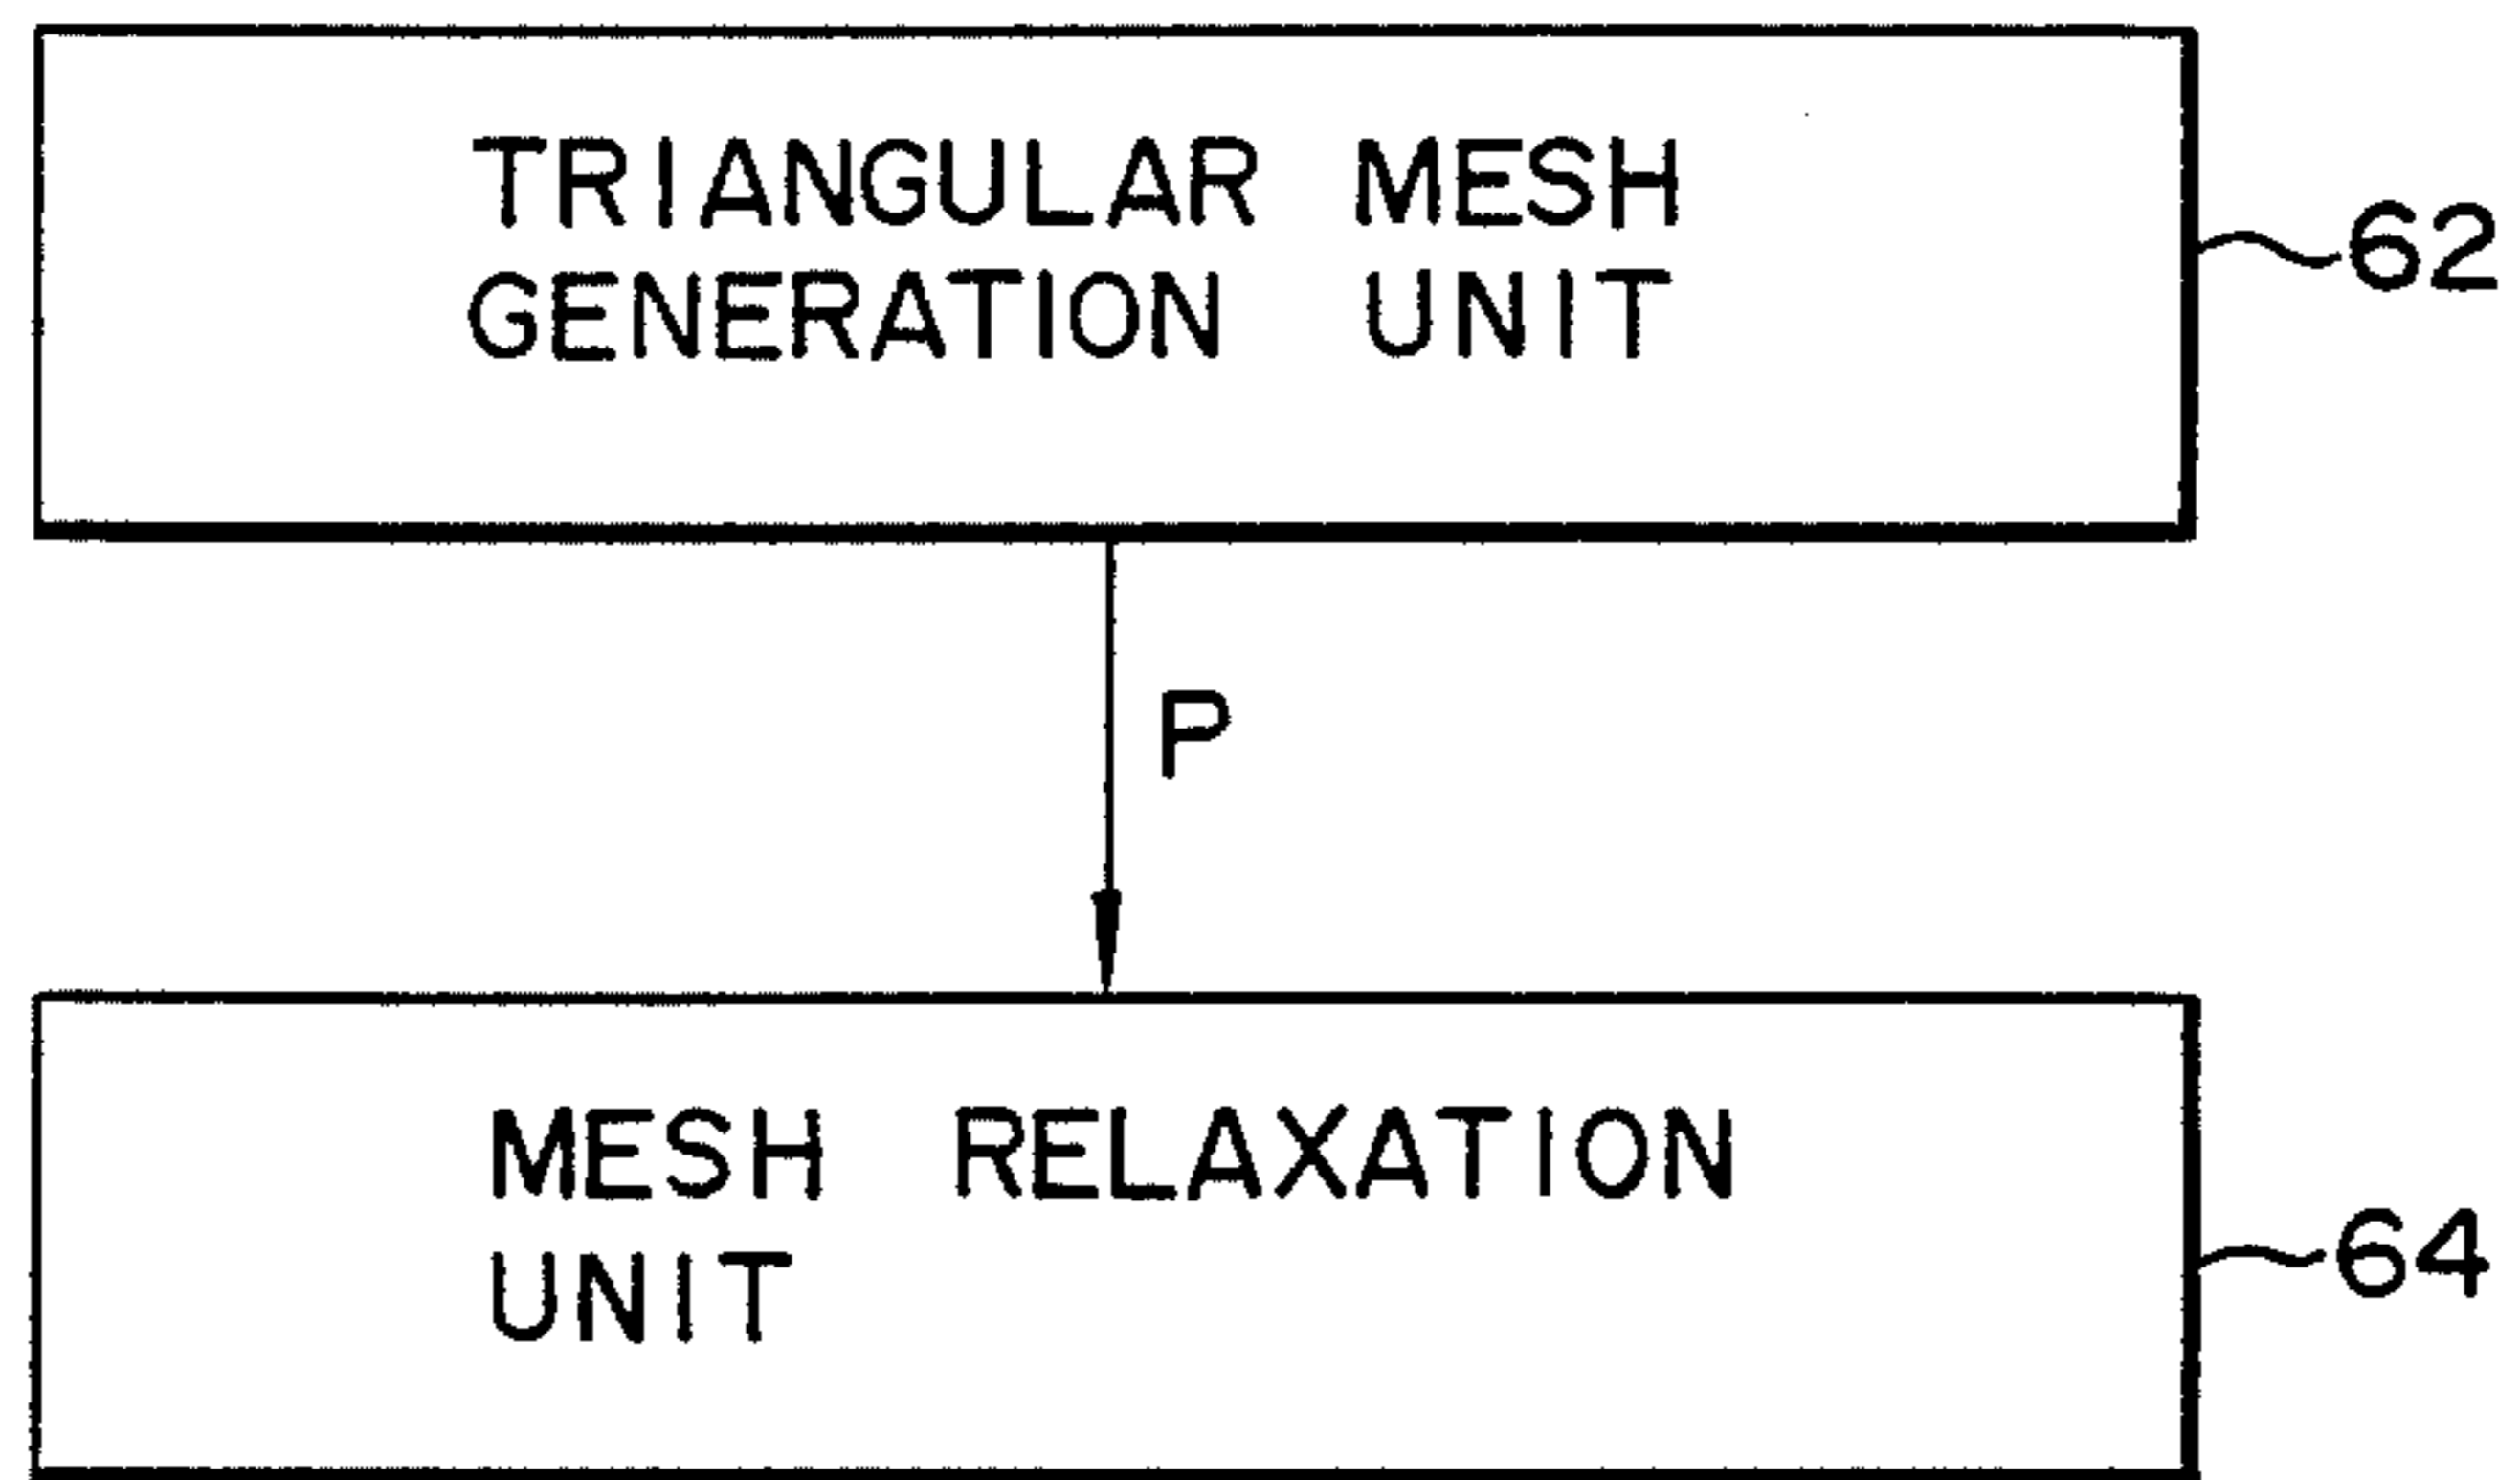 TRIANGULAR MESH
GENERATION UNIT
62
P
MESH RELAXATION
UNIT
64